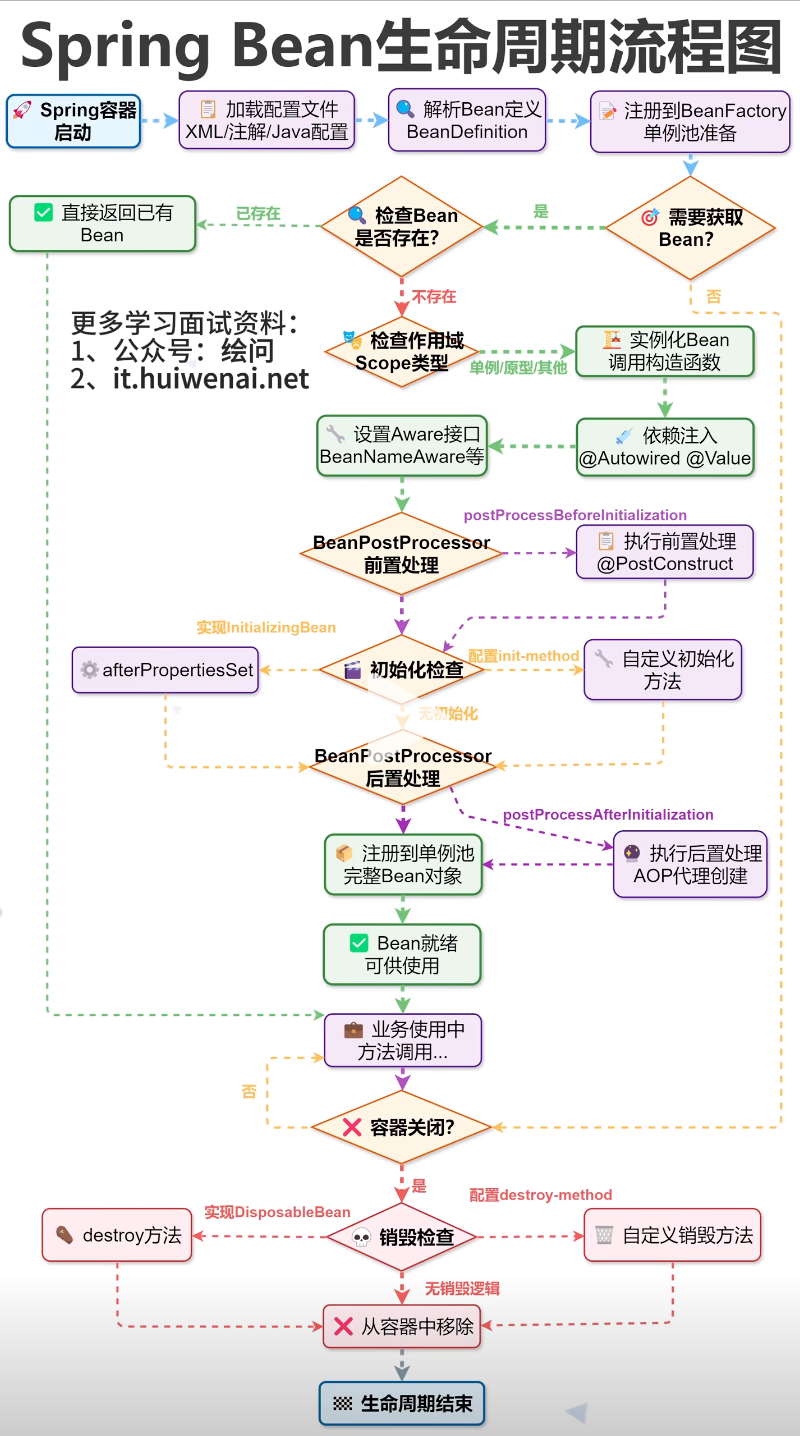 Spring Bean生命周期流程图
Spring容器
启动
加载配置文件
XML/注解/Java配置
解析Bean定义
BeanDefinition
注册到BeanFactory
单例池准备
需要获取
Bean?
是
否
检查Bean
是否存在?
已存在
直接返回已有
Bean
不存在
更多学习面试资料：
1、公众号：绘问
2、it.huiwenai.net
检查作用域
Scope类型
单例/原型/其他
实例化Bean
调用构造函数
依赖注入
@Autowired @Value
设置Aware接口
BeanNameAware等
postProcessBeforeInitialization
BeanPostProcessor
前置处理
执行前置处理
@PostConstruct
实现InitializingBean
初始化检查
配置init-method
afterPropertiesSet
自定义初始化
方法
无初始化
BeanPostProcessor
后置处理
postProcessAfterInitialization
执行后置处理
AOP代理创建
注册到单例池
完整Bean对象
Bean就绪
可供使用
业务使用中
方法调用...
否
容器关闭?
是
配置destroy-method
实现DisposableBean
销毁检查
destroy方法
自定义销毁方法
无销毁逻辑
从容器中移除
生命周期结束